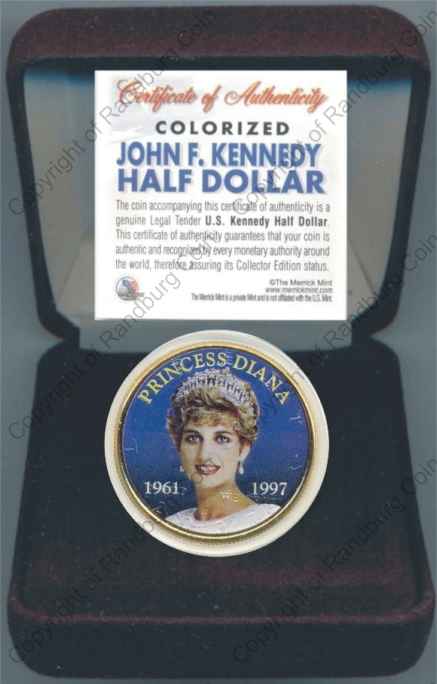 Certificate of Authenticity
COLORIZED
JOHN F. KENNEDY
HALF DOLLAR
The coin accompanying this certificate of authenticity is a
genuine Legal Tender U.S. Kennedy Half Dollar.
This certificate of authenticity guarantees that your coin is
authentic and recognized by every monetary authority around
the world, therefore assuring its Collector Edition status.
©The Merrick Mint
www.merrickmint.com
The Merrick Mint is a private Mint and is not affiliated with the U.S. Mint.
PRINCESS DIANA
1961 1997
Copyright of Randburg Coin